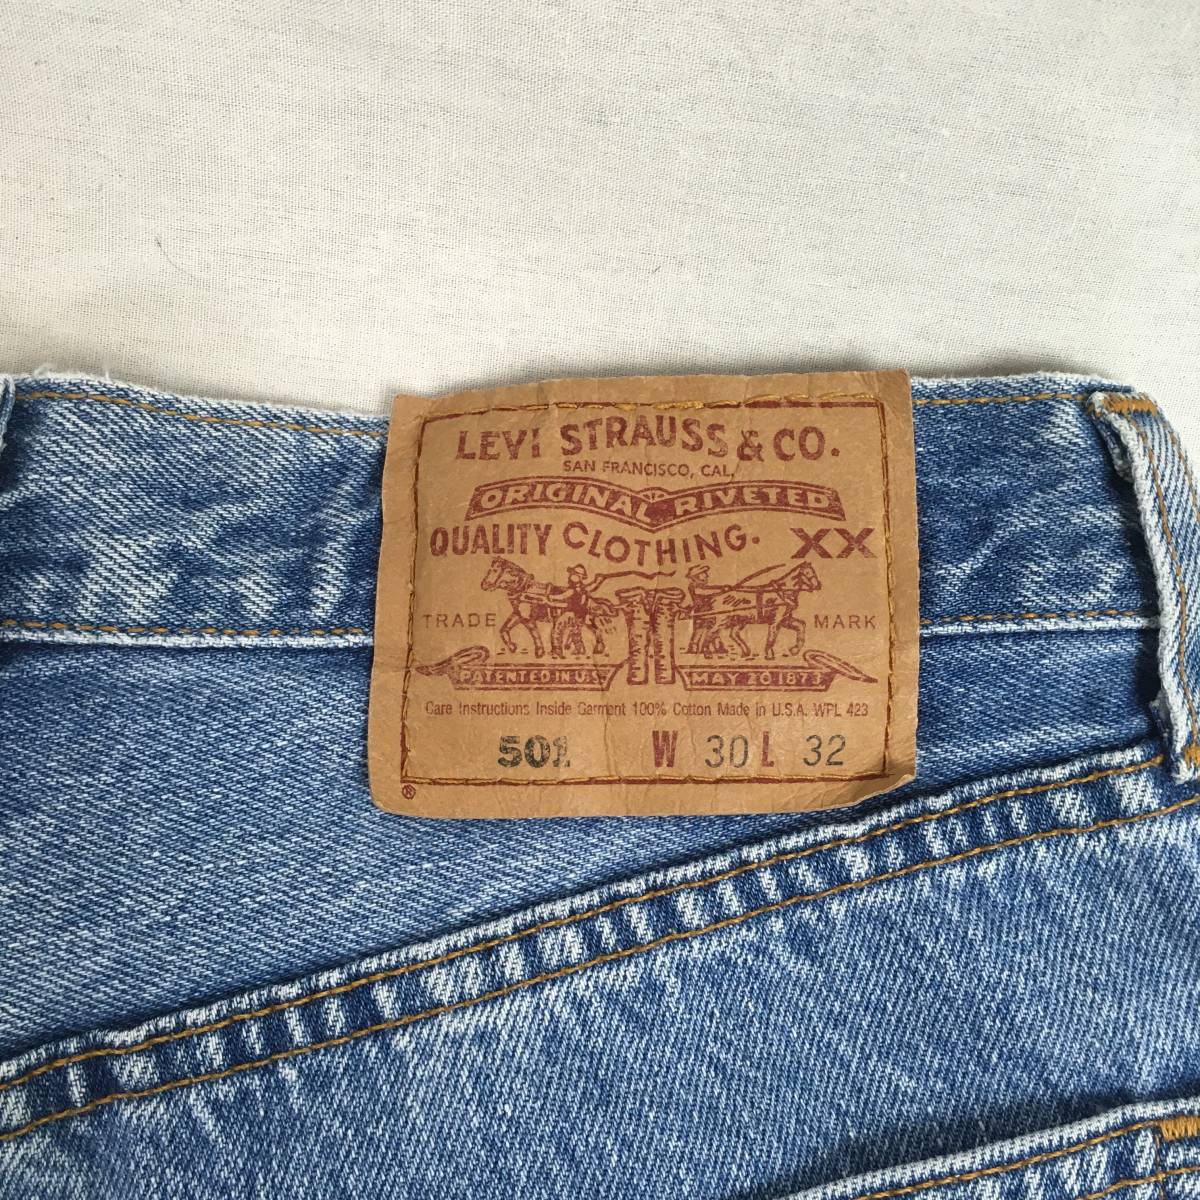 LEVI STRAUSS & CO.
SAN FRANCISCO, CAL,
ORIGINAL RIVETED
QUALITY CLOTHING. XX
TRADE MARK
PATENTED IN U.S. MAY 20 1873
Care Instructions Inside Garment 100% Cotton Made in U.S.A. WPL 423
501 W 30 L 32
®